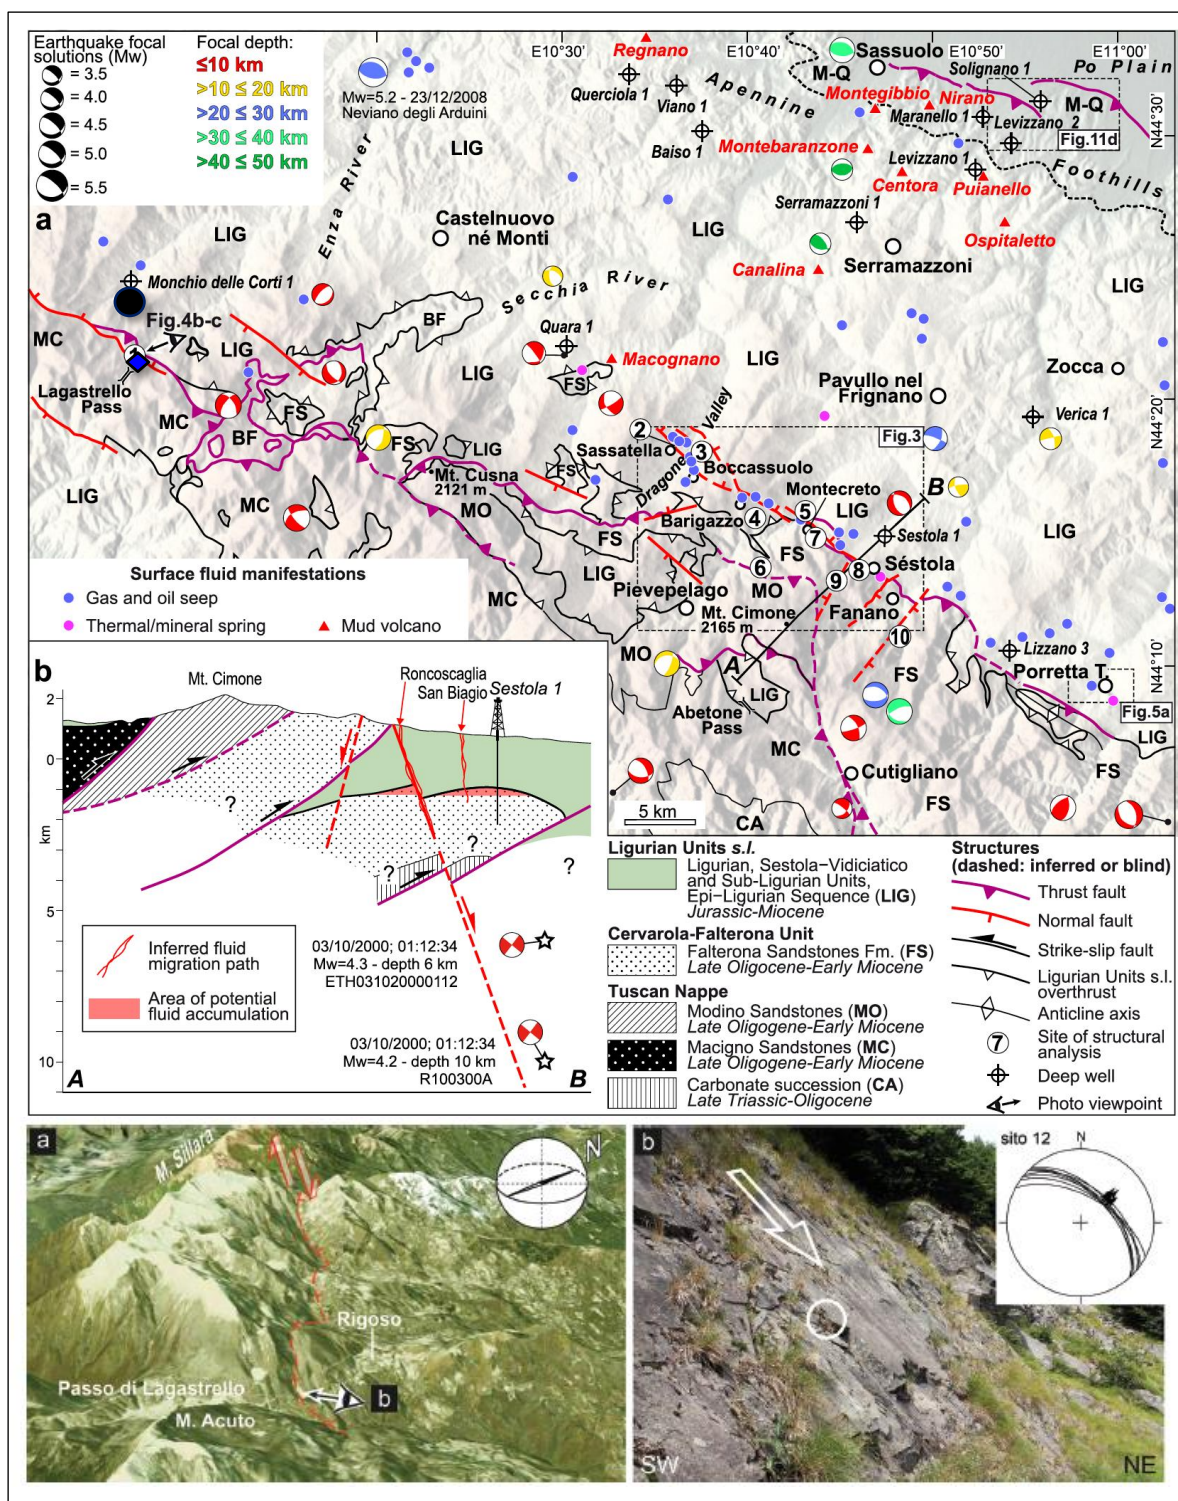 Earthquake focal
solutions (Mw)
= 3.5
= 4.0
= 4.5
= 5.0
= 5.5
Focal depth:
≤10 km
>10 ≤ 20 km
>20 ≤ 30 km
>30 ≤ 40 km
>40 ≤ 50 km
a
Mw=5.2 - 23/12/2008
Neviano degli Arduini
E10°30'
E10°40'
E10°50'
E11°00'
N44°30'
N44°20'
N44°10'
Regnano
Querciola 1
Viano 1
Baiso 1
Apennine
Foothills
Sassuolo
M-Q
Solignano 1
Po Plain
Montegibbio
Nirano
Maranello 1
M-Q
Levizzano 2
Fig.11d
Montebaranzone
Levizzano 1
Centora
Puianello
Serramazzoni 1
Ospitaletto
Canalina
Serramazzoni
LIG
LIG
LIG
LIG
Enza River
Castelnuovo
né Monti
Secchia River
Monchio delle Corti 1
Fig.4b-c
MC
1
LIG
BF
Lagastrello
Pass
MC
BF
FS
FS
LIG
LIG
Quara 1
FS
Macognano
LIG
Pavullo nel
Frignano
Zocca
Verica 1
Fig.3
2
Sassatella
3
Dragone Valley
Boccassuolo
Montecreto
LIG
B
Mt. Cusna
2121 m
FS
Barigazzo
4
5
7
FS
Sestola 1
LIG
LIG
MC
MO
FS
LIG
6
MO
9
8
Séstola
Pievepelago
MC
Mt. Cimone
2165 m
Fanano
10
FS
Lizzano 3
Porretta T.
Fig.5a
MO
A
LIG
Abetone
Pass
MC
Cutigliano
FS
LIG
FS
CA
5 km
Surface fluid manifestations
Gas and oil seep
Thermal/mineral spring
Mud volcano
b
Mt. Cimone
Roncoscaglia
San Biagio
Sestola 1
2
0
km
5
10
?
?
?
?
?
Inferred fluid
migration path
Area of potential
fluid accumulation
03/10/2000; 01:12:34
Mw=4.3 - depth 6 km
ETH031020000112
03/10/2000; 01:12:34
Mw=4.2 - depth 10 km
R100300A
A
B
Ligurian Units s.l.
Ligurian, Sestola–Vidiciatico
and Sub-Ligurian Units,
Epi–Ligurian Sequence (LIG)
Jurassic-Miocene
Cervarola-Falterona Unit
Falterona Sandstones Fm. (FS)
Late Oligocene-Early Miocene
Tuscan Nappe
Modino Sandstones (MO)
Late Oligogene-Early Miocene
Macigno Sandstones (MC)
Late Oligogene-Early Miocene
Carbonate succession (CA)
Late Triassic-Oligocene
Structures
(dashed: inferred or blind)
Thrust fault
Normal fault
Strike-slip fault
Ligurian Units s.l.
overthrust
Anticline axis
7
Site of structural
analysis
Deep well
Photo viewpoint
a
M. Sillara
N
Rigoso
Passo di Lagastrello
b
M. Acuto
b
sito 12
N
SW
NE